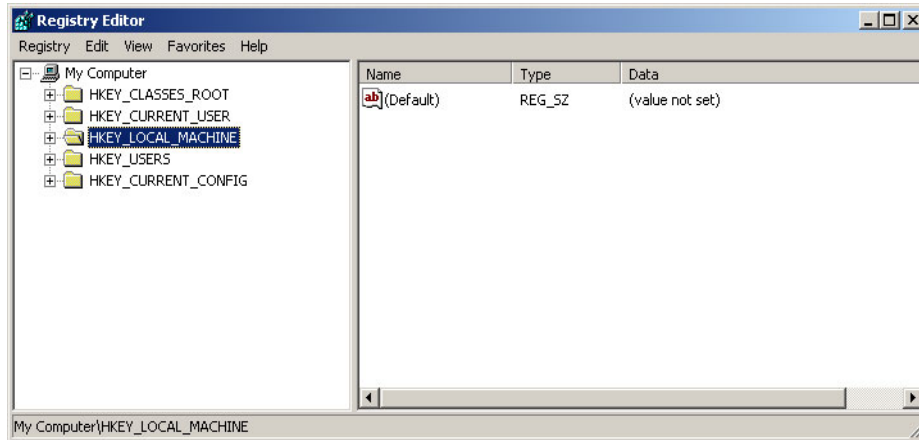 Registry Editor
Registry Edit View Favorites Help
My Computer
HKEY_CLASSES_ROOT
HKEY_CURRENT_USER
HKEY_LOCAL_MACHINE
HKEY_USERS
HKEY_CURRENT_CONFIG
Name Type Data
ab (Default) REG_SZ (value not set)
My Computer\HKEY_LOCAL_MACHINE